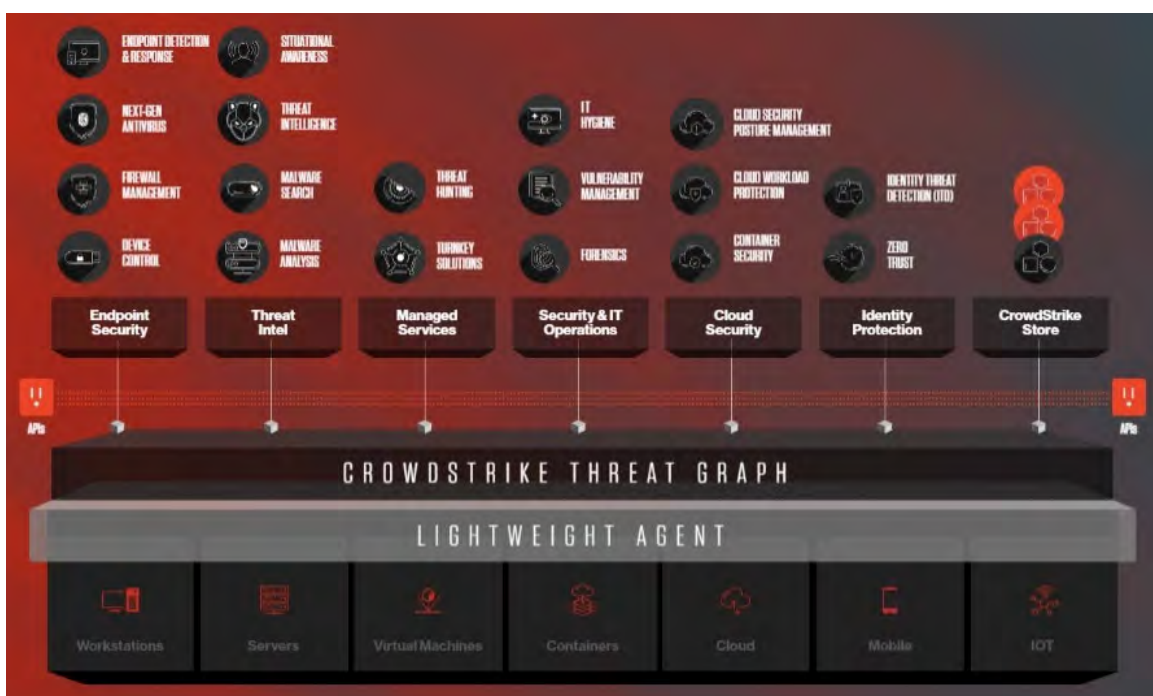 ENDPOINT DETECTION
& RESPONSE
SITUATIONAL
AWARENESS
NEXT-GEN
ANTIVIRUS
THREAT
INTELLIGENCE
IT
HYGIENE
CLOUD SECURITY
POSTURE MANAGEMENT
FIREWALL
MANAGEMENT
MALWARE
SEARCH
THREAT
HUNTING
VULNERABILITY
MANAGEMENT
CLOUD WORKLOAD
PROTECTION
IDENTITY THREAT
DETECTION (ITD)
DEVICE
CONTROL
MALWARE
ANALYSIS
TURNKEY
SOLUTIONS
FORENSICS
CONTAINER
SECURITY
ZERO
TRUST
Endpoint
Security
Threat
Intel
Managed
Services
Security & IT
Operations
Cloud
Security
Identity
Protection
CrowdStrike
Store
APIs
APIs
CROWDSTRIKE THREAT GRAPH
LIGHTWEIGHT AGENT
Workstations
Servers
Virtual Machines
Containers
Cloud
Mobile
IOT